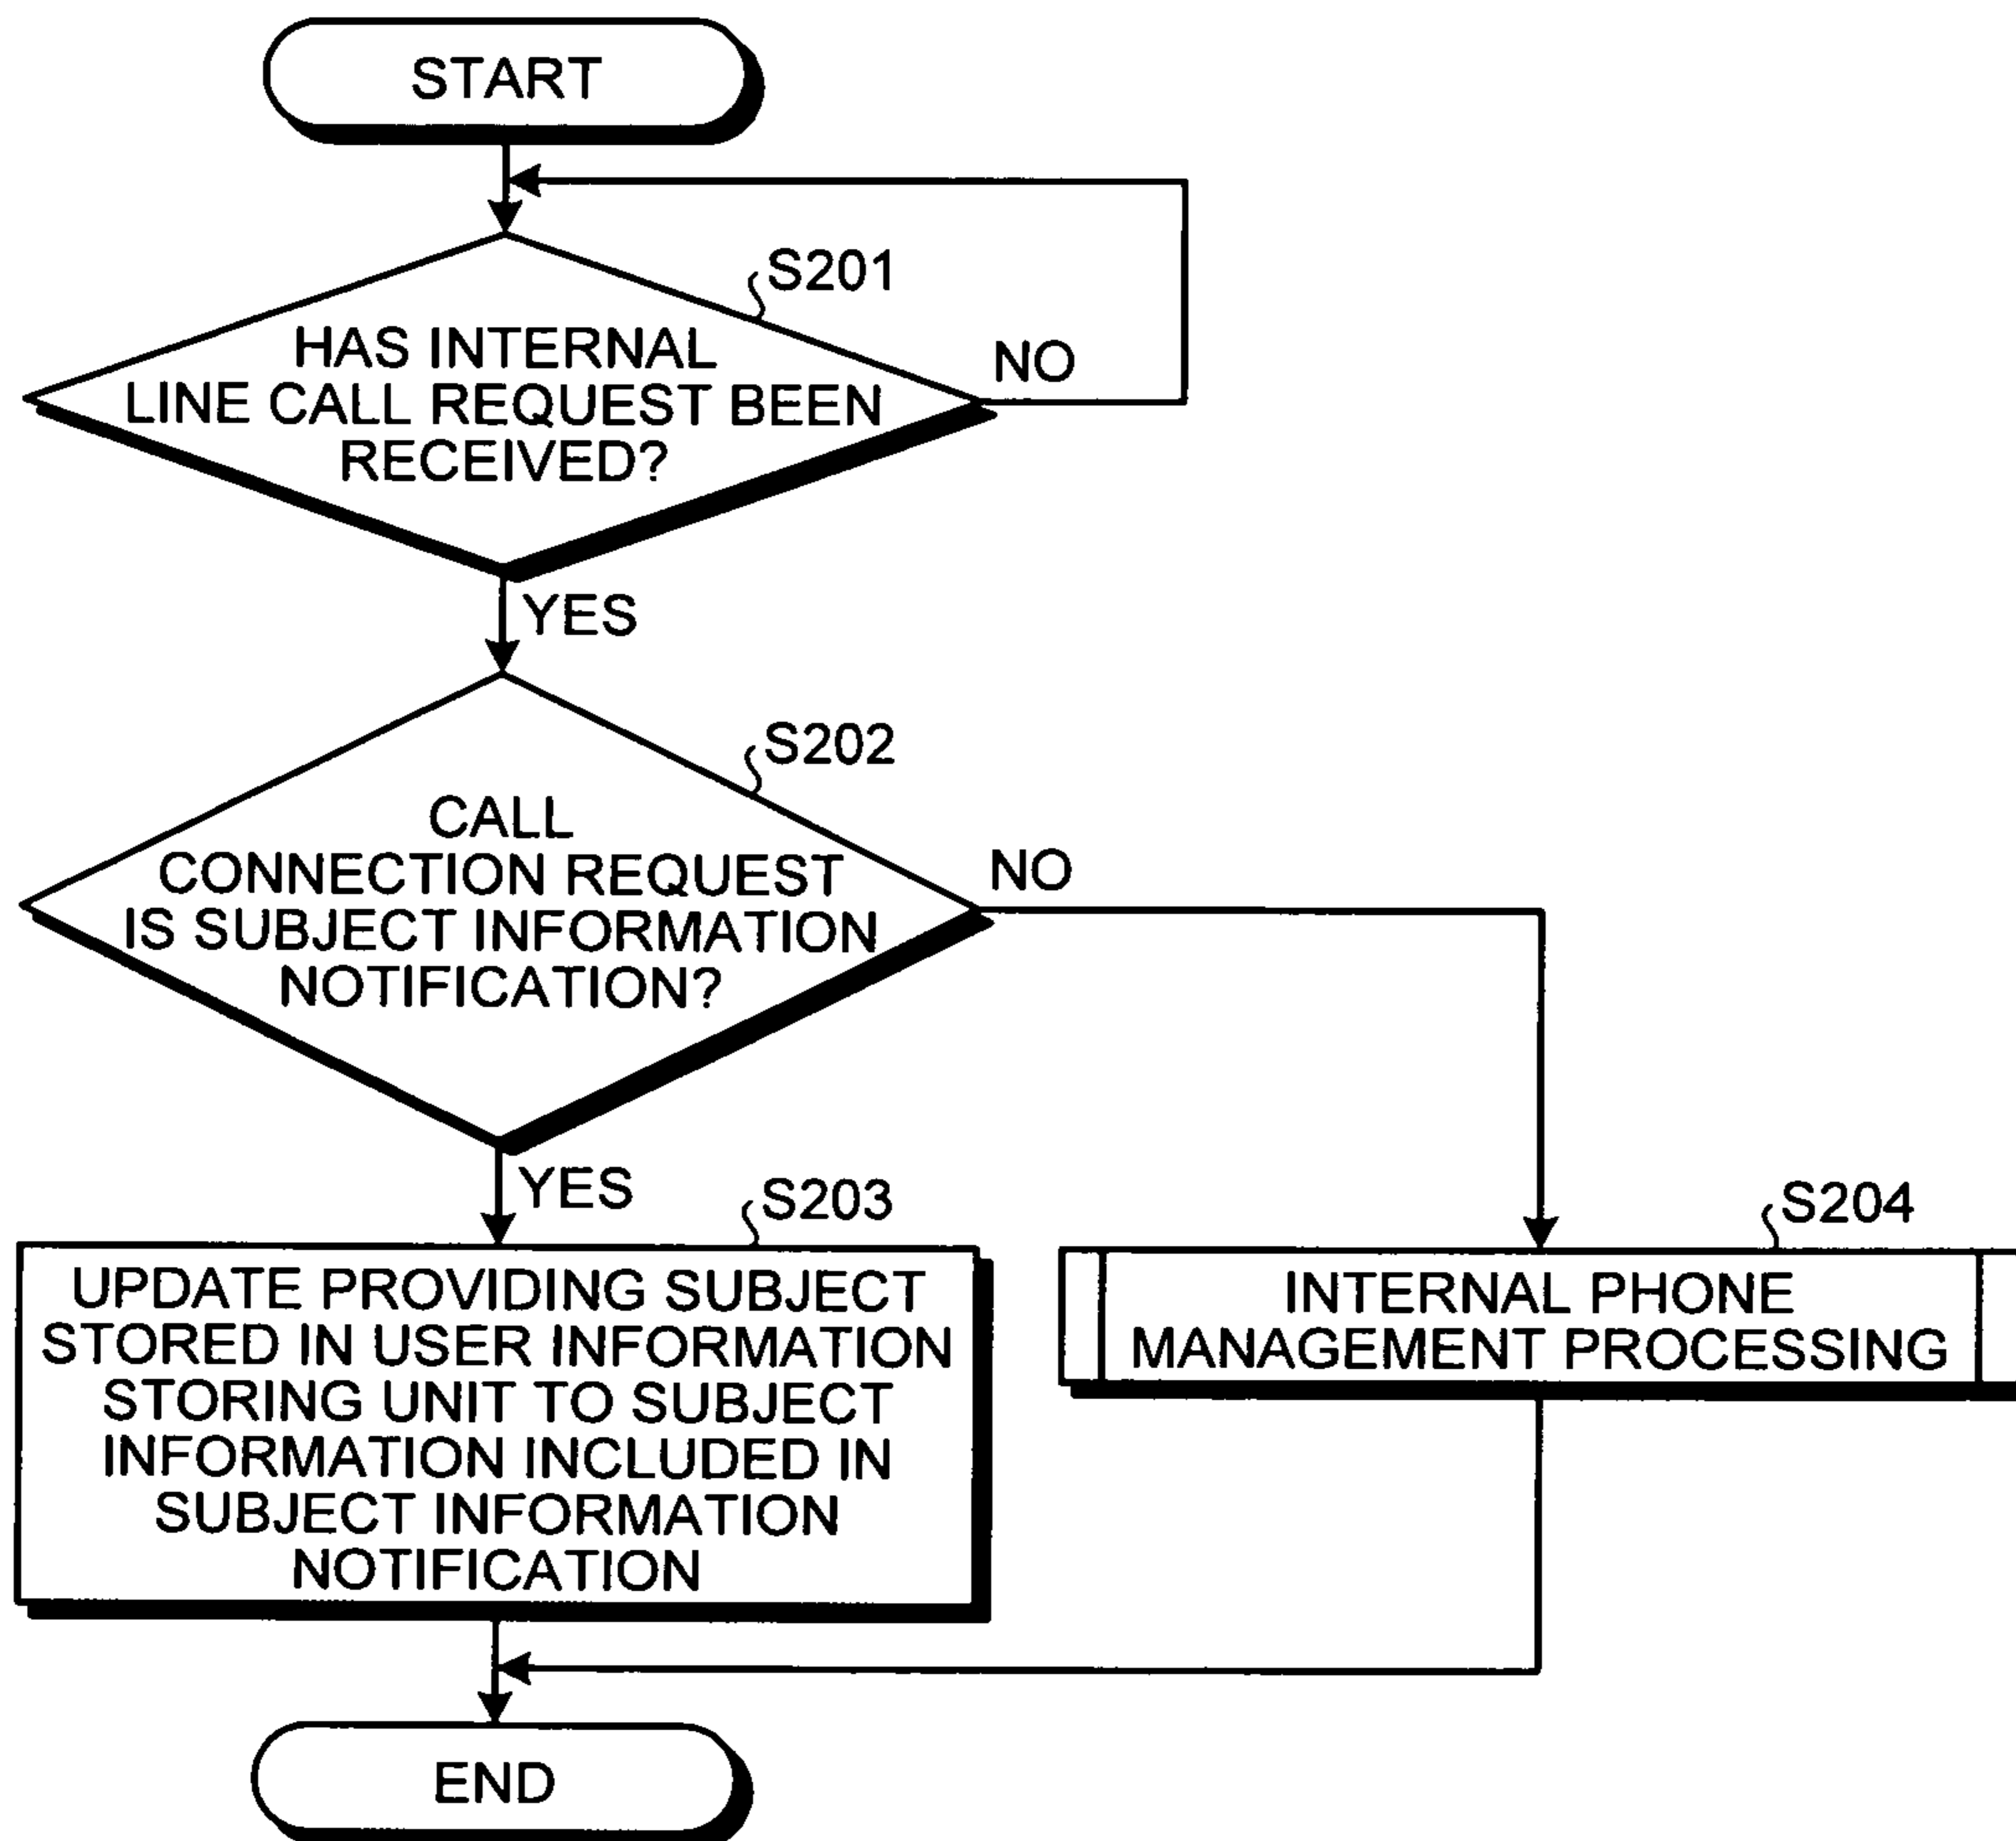 START
S201
HAS INTERNAL
LINE CALL REQUEST BEEN
RECEIVED?
NO
YES
S202
CALL
CONNECTION REQUEST
IS SUBJECT INFORMATION
NOTIFICATION?
NO
YES
S203
UPDATE PROVIDING SUBJECT
STORED IN USER INFORMATION
STORING UNIT TO SUBJECT
INFORMATION INCLUDED IN
SUBJECT INFORMATION
NOTIFICATION
S204
INTERNAL PHONE
MANAGEMENT PROCESSING
END